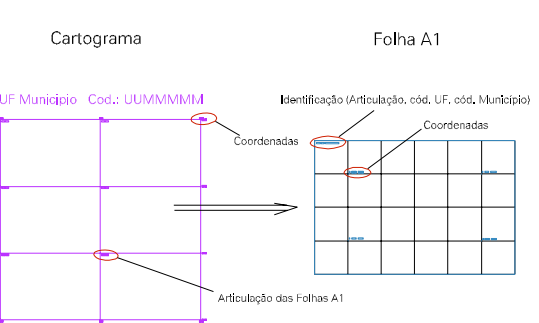 Cartograma
Folha A1
UF Município Cod.: UUMMMMM
Identificação (Articulação, cód. UF, cód. Município)
Coordenadas
Coordenadas
Articulação das Folhas A1